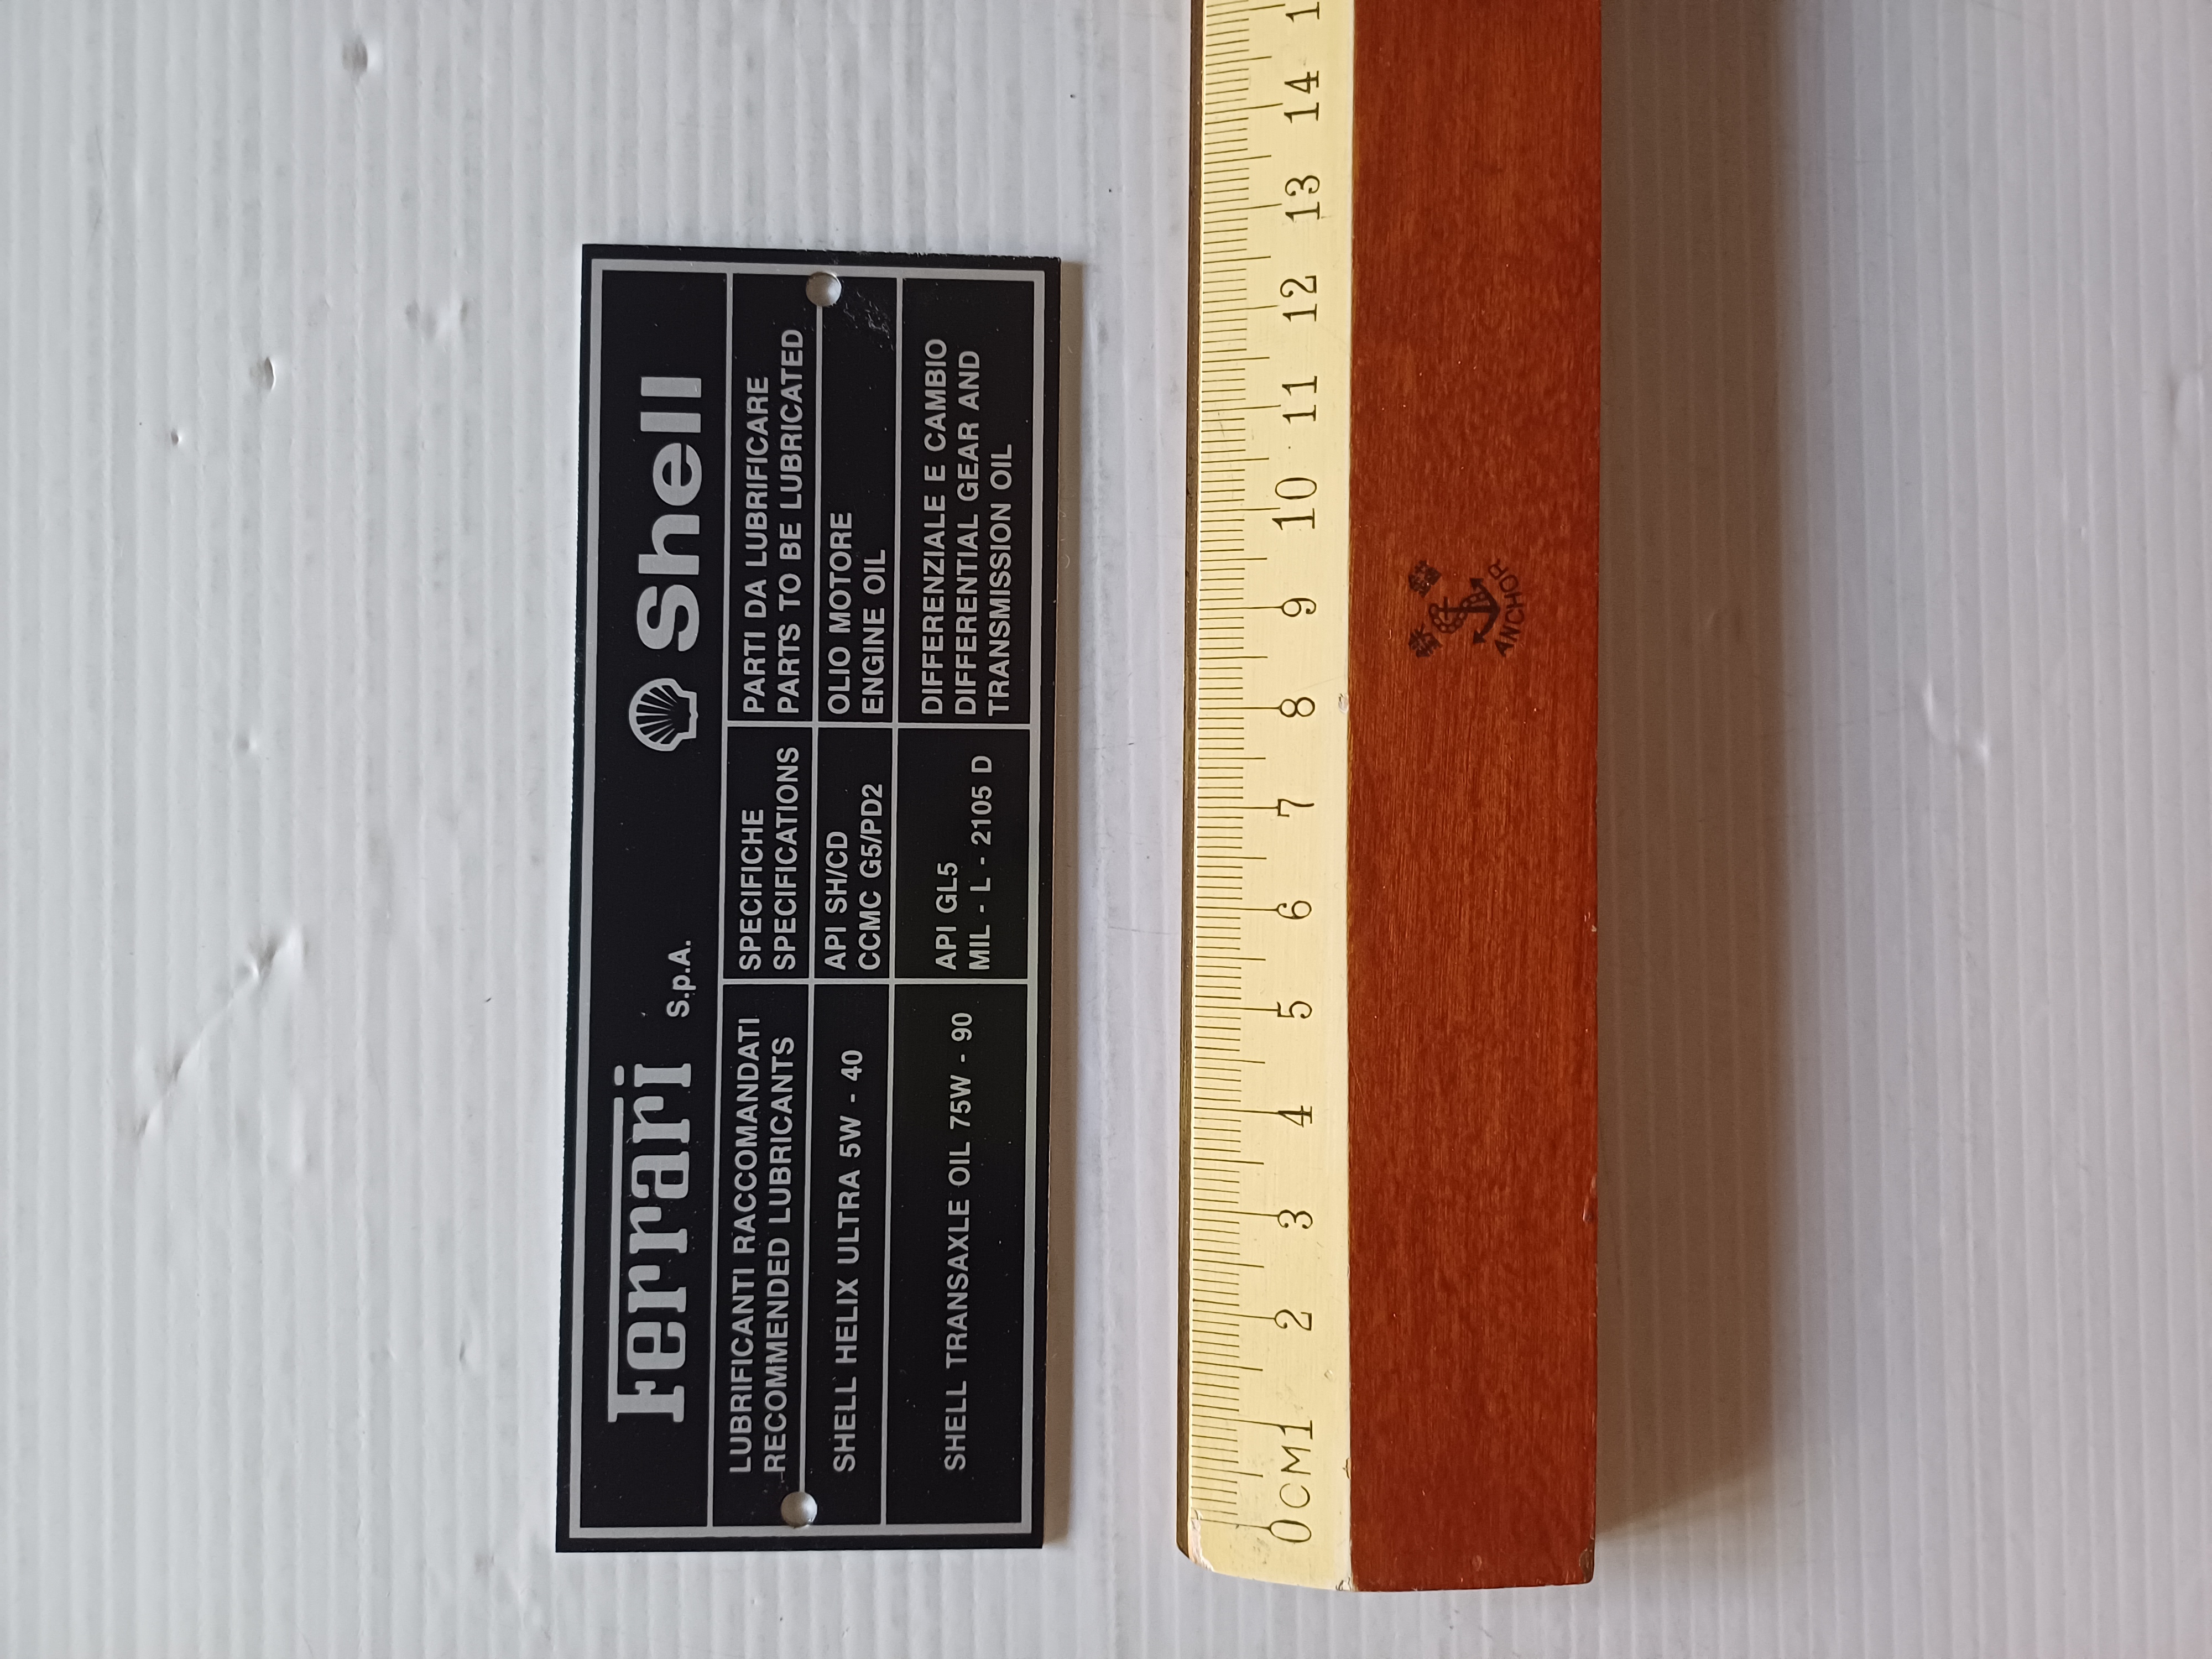 Ferrari S.p.A. Shell
LUBRIFICANTI RACCOMANDATI
RECOMMENDED LUBRICANTS
SPECIFICHE
SPECIFICATIONS
PARTI DA LUBRIFICARE
PARTS TO BE LUBRICATED
SHELL HELIX ULTRA 5W - 40
API SH/CD
CCMC G5/PD2
OLIO MOTORE
ENGINE OIL
SHELL TRANSAXLE OIL 75W - 90
API GL5
MIL - L - 2105 D
DIFFERENZIALE E CAMBIO
DIFFERENTIAL GEAR AND
TRANSMISSION OIL
0CM1 2 3 4 5 6 7 8 9 10 11 12 13 14
ANCHOR